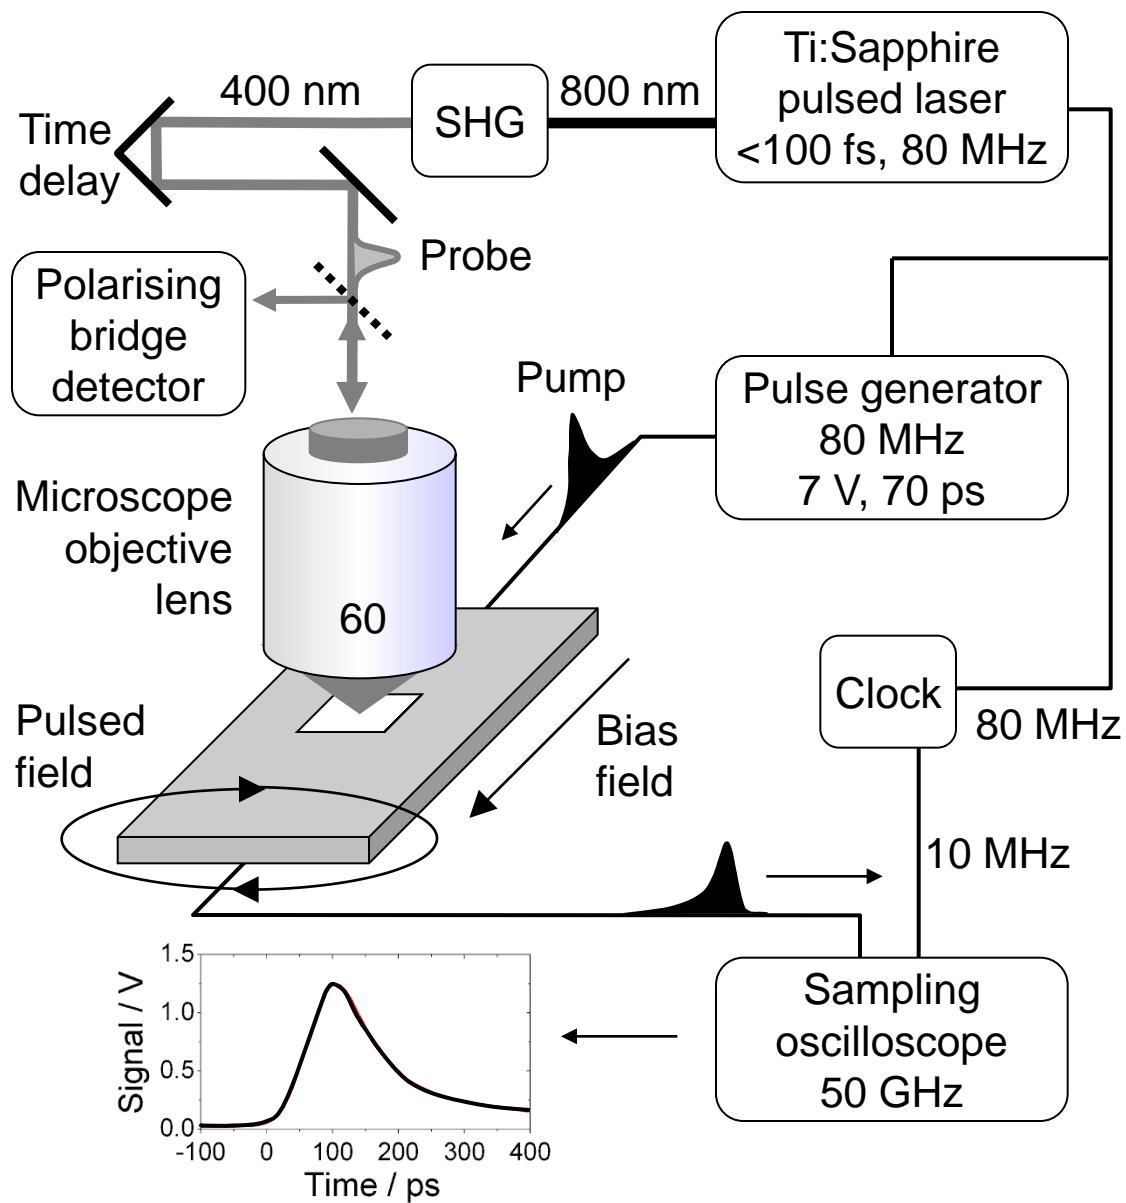 Ti:Sapphire
pulsed laser
<100 fs, 80 MHz
400 nm
SHG
800 nm
Time
delay
Probe
Polarising
bridge
detector
Pump
Pulse generator
80 MHz
7 V, 70 ps
Microscope
objective
lens
60
Clock
80 MHz
Pulsed
field
Bias
field
10 MHz
Sampling
oscilloscope
50 GHz
Signal / V
1.5
1.0
0.5
0.0
-100 0 100 200 300 400
Time / ps